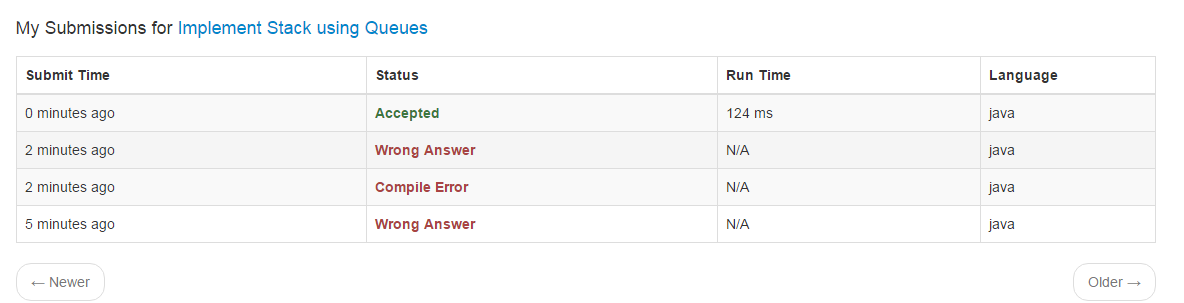 My Submissions for Implement Stack using Queues
Submit Time Status Run Time Language
0 minutes ago Accepted 124 ms java
2 minutes ago Wrong Answer N/A java
2 minutes ago Compile Error N/A java
5 minutes ago Wrong Answer N/A java
← Newer Older →